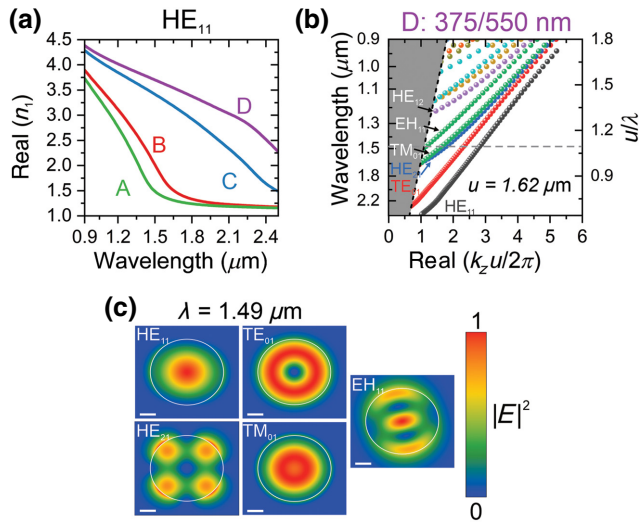 (a)
HE₁₁
Real (n₁)
4.5
4.0
3.5
3.0
2.5
2.0
1.5
1.0
A
B
C
D
0.9 1.2 1.5 1.8 2.1 2.4
Wavelength (μm)
(b)
D: 375/550 nm
Wavelength (μm)
0.9
1.0
1.1
1.3
1.5
1.8
2.2
HE₁₂
EH₁₁
TM₀₁
HE
TE
HE₁₁
u = 1.62 μm
1.8
1.5
1.2
0.9
u/λ
0 1 2 3 4 5 6
Real (k_zu/2π)
(c)
λ = 1.49 μm
HE₁₁
TE₀₁
EH₁₁
HE₂₁
TM₀₁
1
|E|²
0